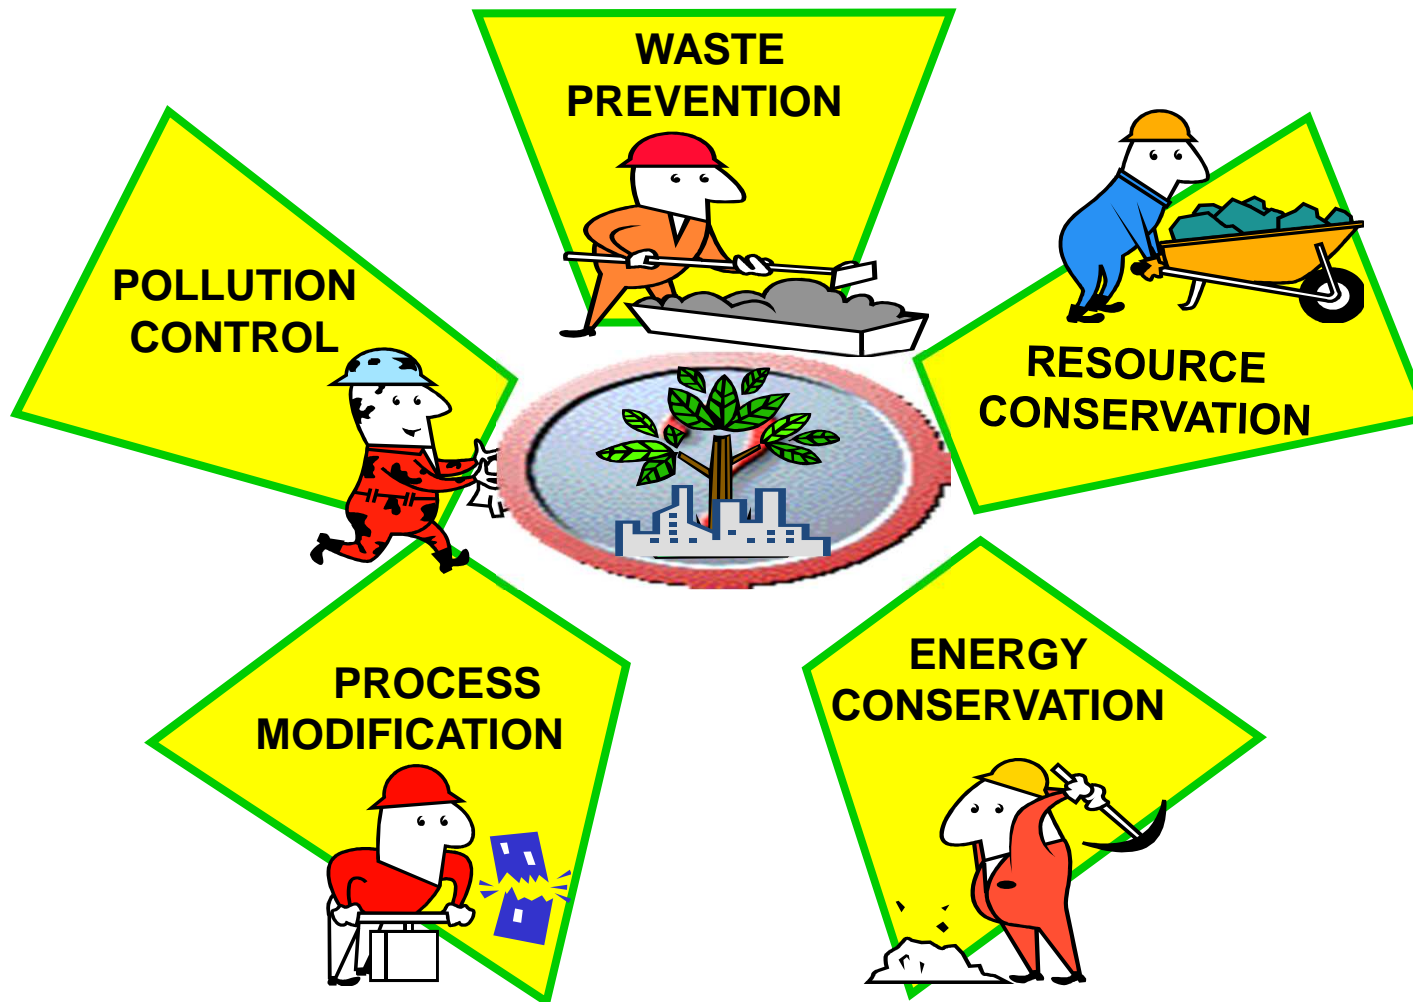 WASTE
PREVENTION
POLLUTION
CONTROL
RESOURCE
CONSERVATION
PROCESS
MODIFICATION
ENERGY
CONSERVATION